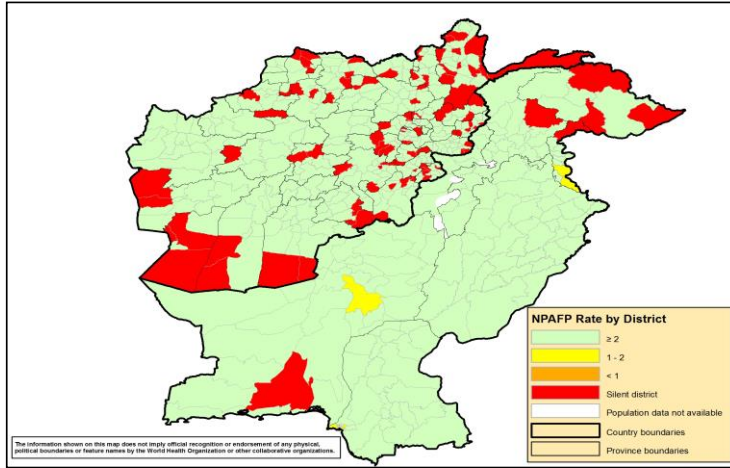 NPAFP Rate by District
≥ 2
1 - 2
< 1
Silent district
Population data not available
Country boundaries
Province boundaries
The information shown on this map does not imply official recognition or endorsement of any physical,
political boundaries or feature names by the World Health Organization or other collaborative organizations.